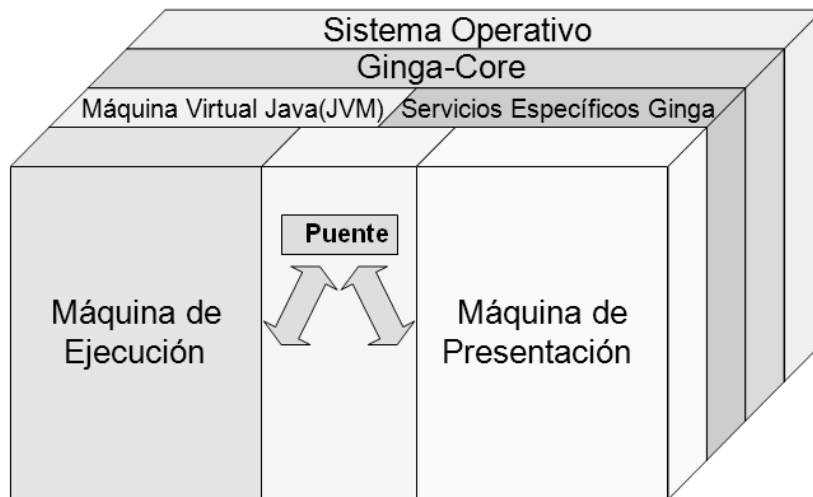 Sistema Operativo
Ginga-Core
Máquina Virtual Java(JVM)
Servicios Específicos Ginga
Puente
Máquina de
Ejecución
Máquina de
Presentación